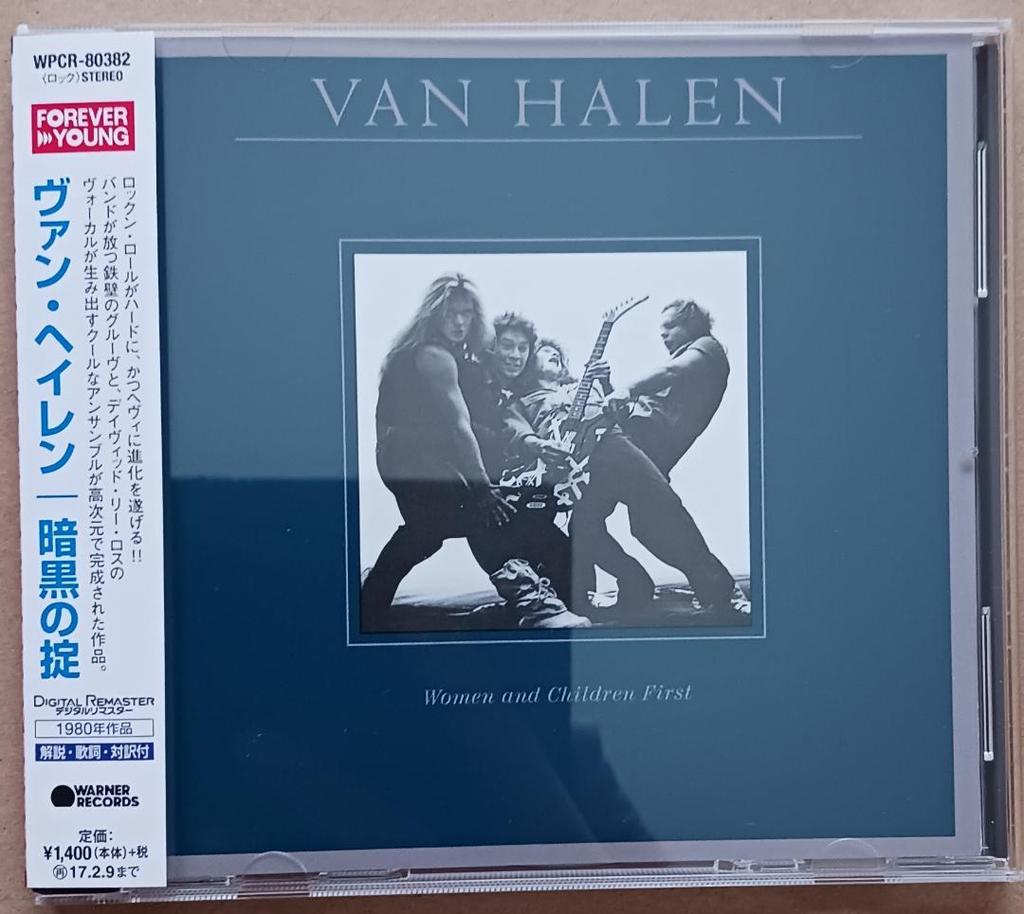 WPCR-80382
〈ロック〉STEREO
FOREVER
YOUNG
ロックン・ロールがハードに、かつヘヴィに進化を遂げる!!
バンドが放つ鉄壁のグルーヴと、デイヴィッド・リー・ロスの
ヴォーカルが生み出すクールなアンサンブルが高次元で完成された作品。
ヴァン・ヘイレン|暗黒の掟
DIGITAL REMASTER
デジタルリマスター
1980年作品
解説・歌詞・対訳付
WARNER
RECORDS
定価:
¥1,400(本体)+税
㊄17.2.9まで
VAN HALEN
Women and Children First